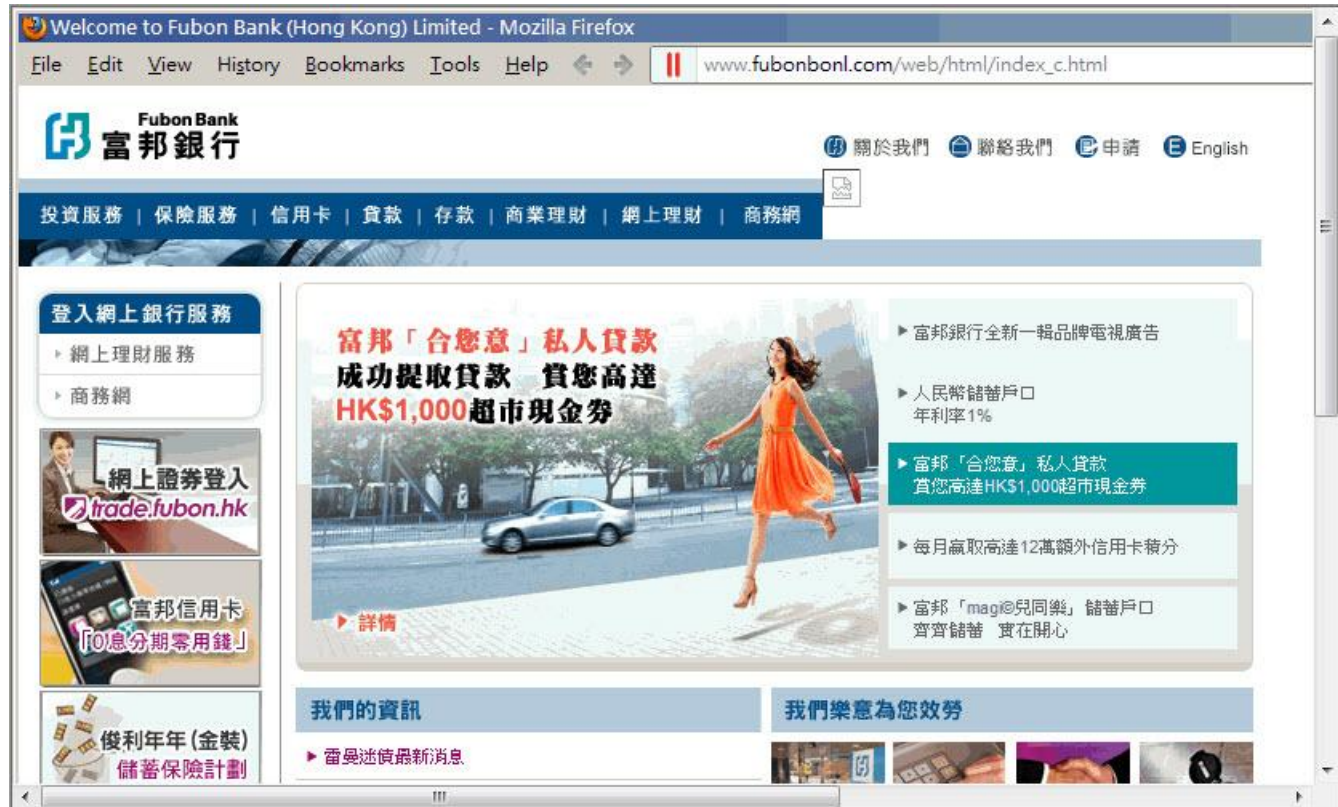 Welcome to Fubon Bank (Hong Kong) Limited - Mozilla Firefox
File Edit View History Bookmarks Tools Help www.fubonbonl.com/web/html/index_c.html
Fubon Bank
富邦銀行
關於我們 聯絡我們 申請 English
投資服務 | 保險服務 | 信用卡 | 貸款 | 存款 | 商業理財 | 網上理財 | 商務網
登入網上銀行服務
網上理財服務
商務網
網上證券登入
trade.fubon.hk
富邦信用卡
「0息分期零用錢」
俊利年年(金裝)
儲蓄保險計劃
富邦「合您意」私人貸款
成功提取貸款 賞您高達
HK$1,000超市現金券
詳情
富邦銀行全新一輯品牌電視廣告
人民幣儲蓄戶口
年利率1%
富邦「合您意」私人貸款
賞您高達HK$1,000超市現金券
每月贏取高達12萬額外信用卡積分
富邦「magi©兒同樂」儲蓄戶口
齊齊儲蓄 實在開心
我們的資訊
雷曼迷債最新消息
我們樂意為您效勞